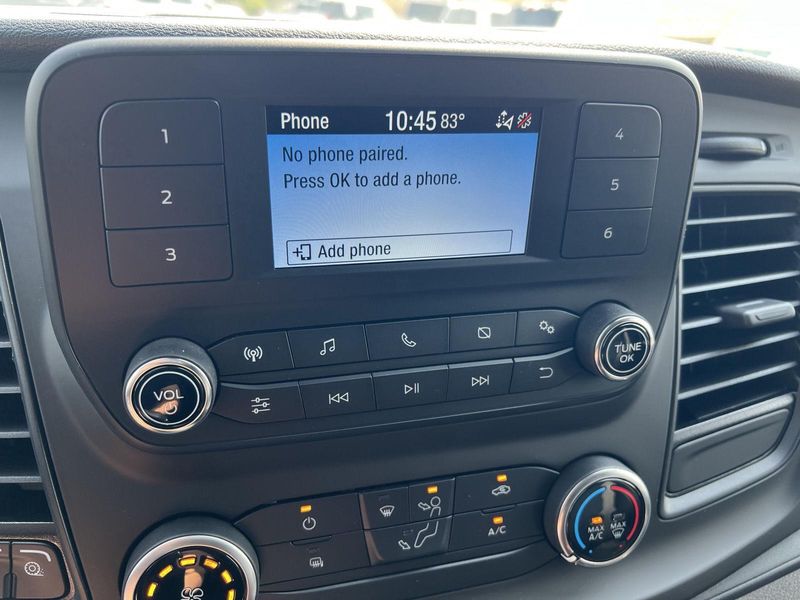 Phone 10:45 83°
No phone paired.
Press OK to add a phone.
Add phone
1
2
3
4
5
6
VOL
TUNE
OK
A/C
MAX
A/C
MAX